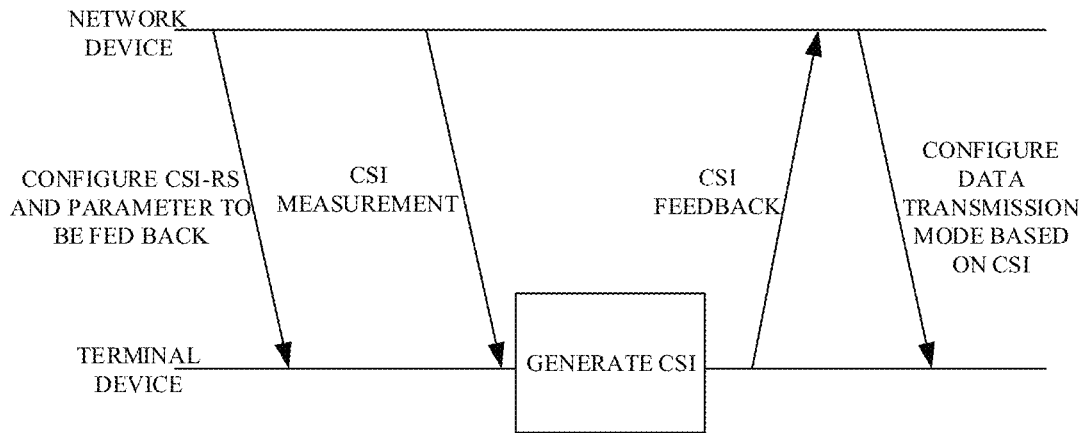 NETWORK
DEVICE
CONFIGURE CSI-RS
AND PARAMETER TO
BE FED BACK
CSI
MEASUREMENT
CSI
FEEDBACK
CONFIGURE
DATA
TRANSMISSION
MODE BASED
ON CSI
TERMINAL
DEVICE
GENERATE CSI